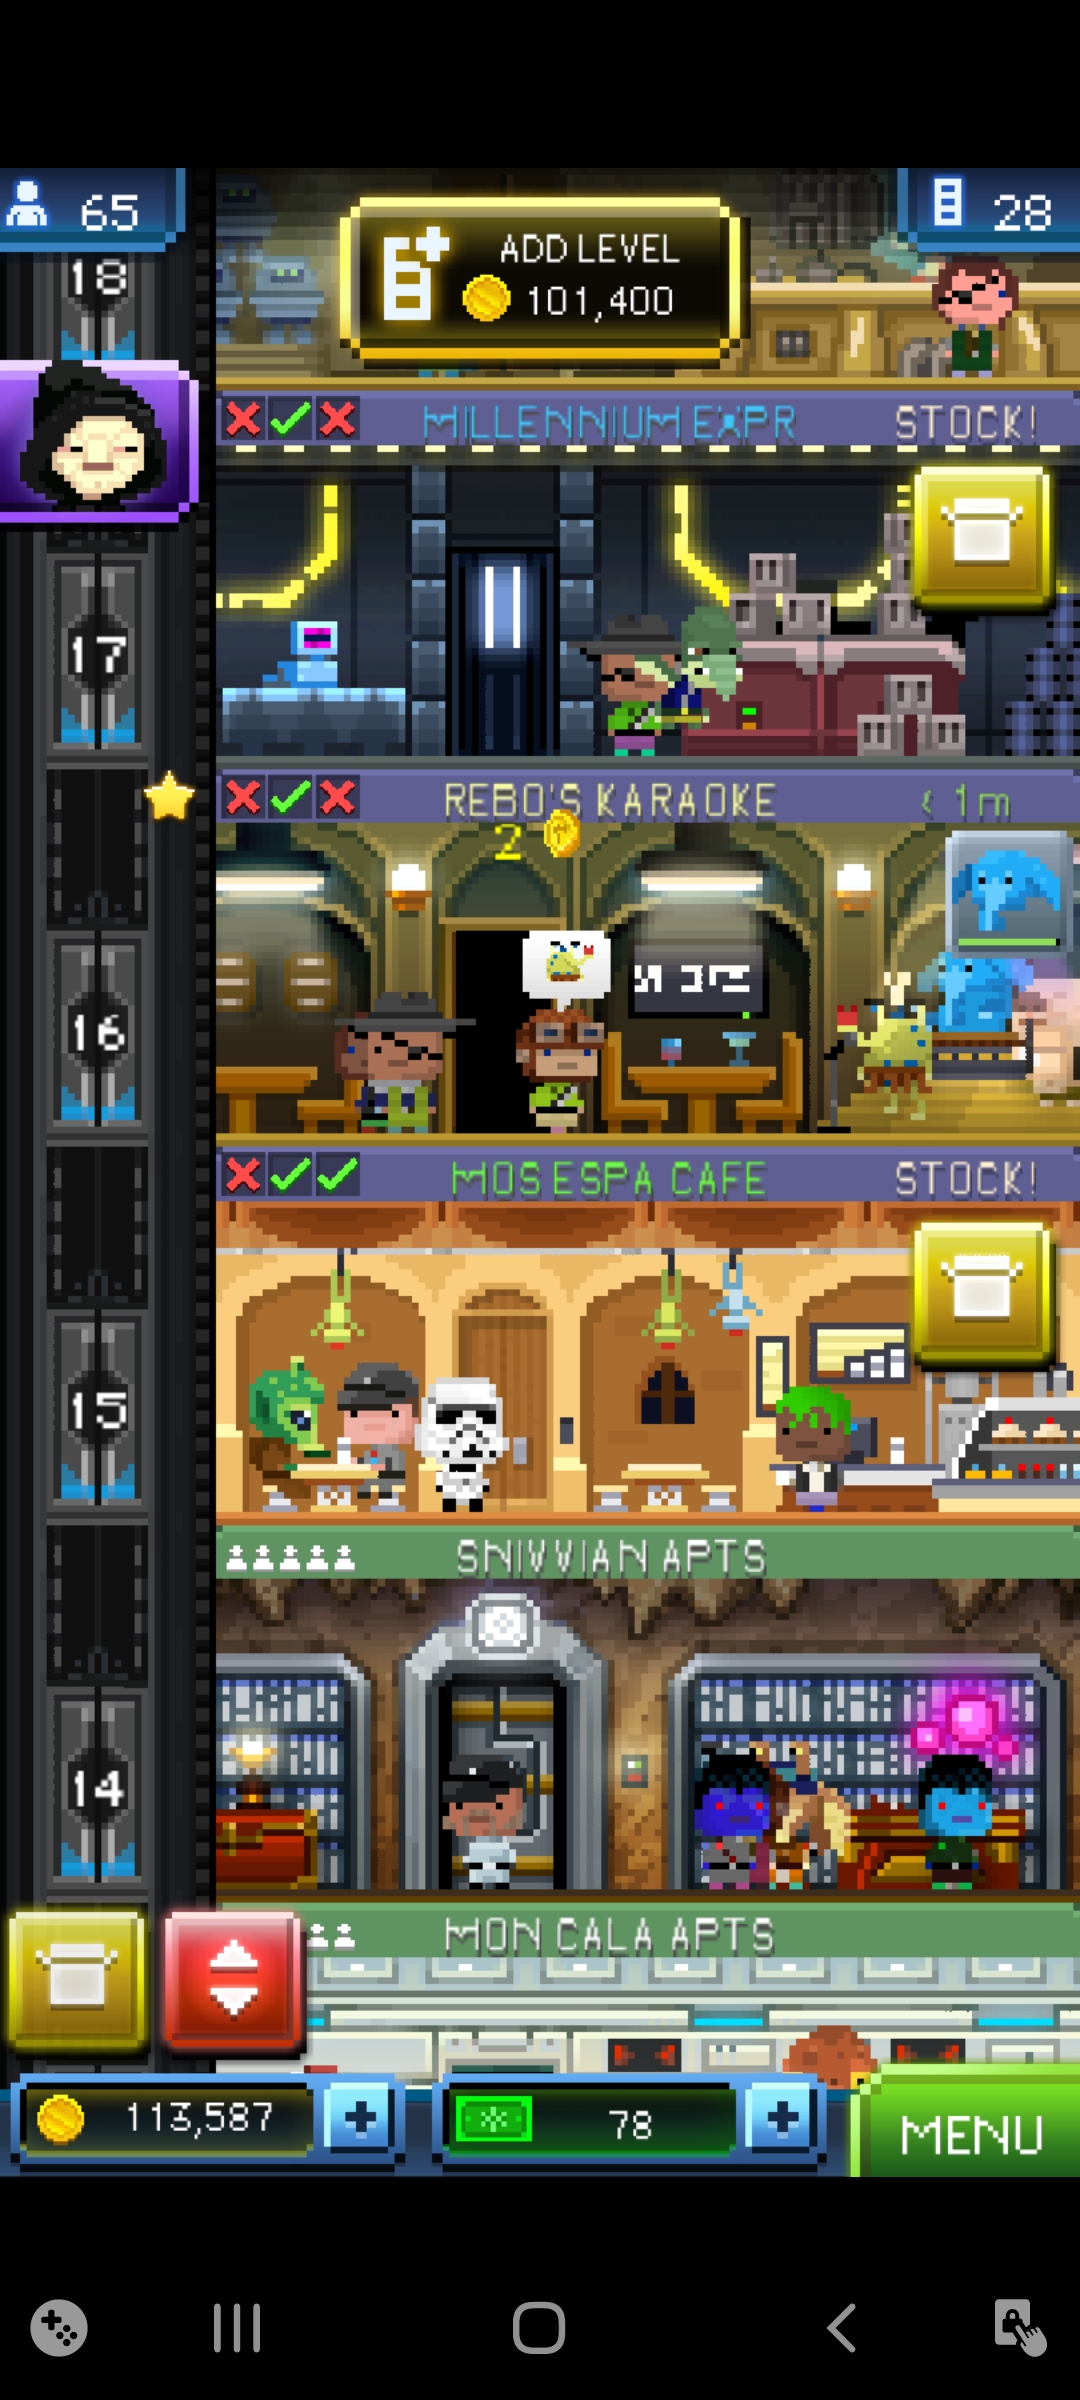 65
28
ADD LEVEL
101,400
18
MILLENNIUM EXPR
STOCK!
17
REBO'S KARAOKE
< 1m
2
16
MOS ESPA CAFE
STOCK!
15
SNIVVIAN APTS
14
MON CALA APTS
113,587
78
MENU